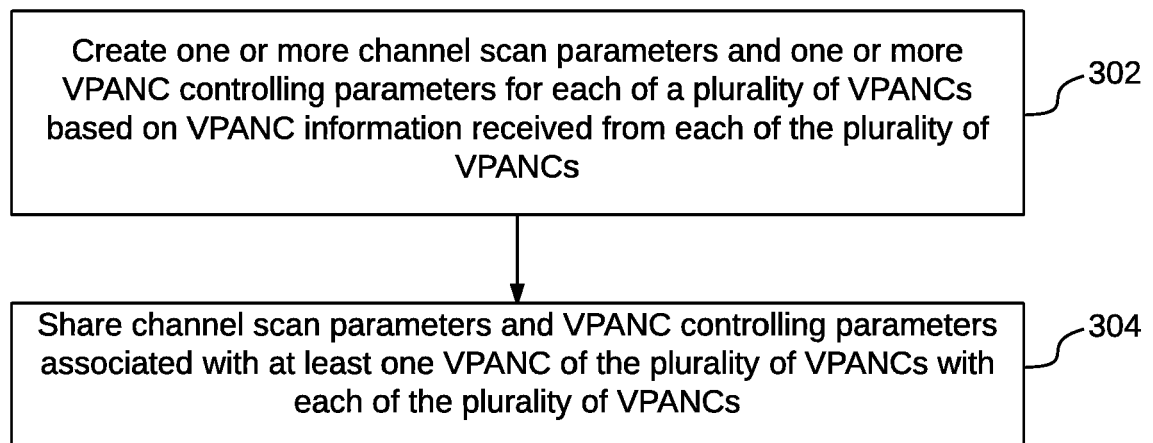 Create one or more channel scan parameters and one or more
VPANC controlling parameters for each of a plurality of VPANCs
based on VPANC information received from each of the plurality of
VPANCs
302
Share channel scan parameters and VPANC controlling parameters
associated with at least one VPANC of the plurality of VPANCs with
each of the plurality of VPANCs
304